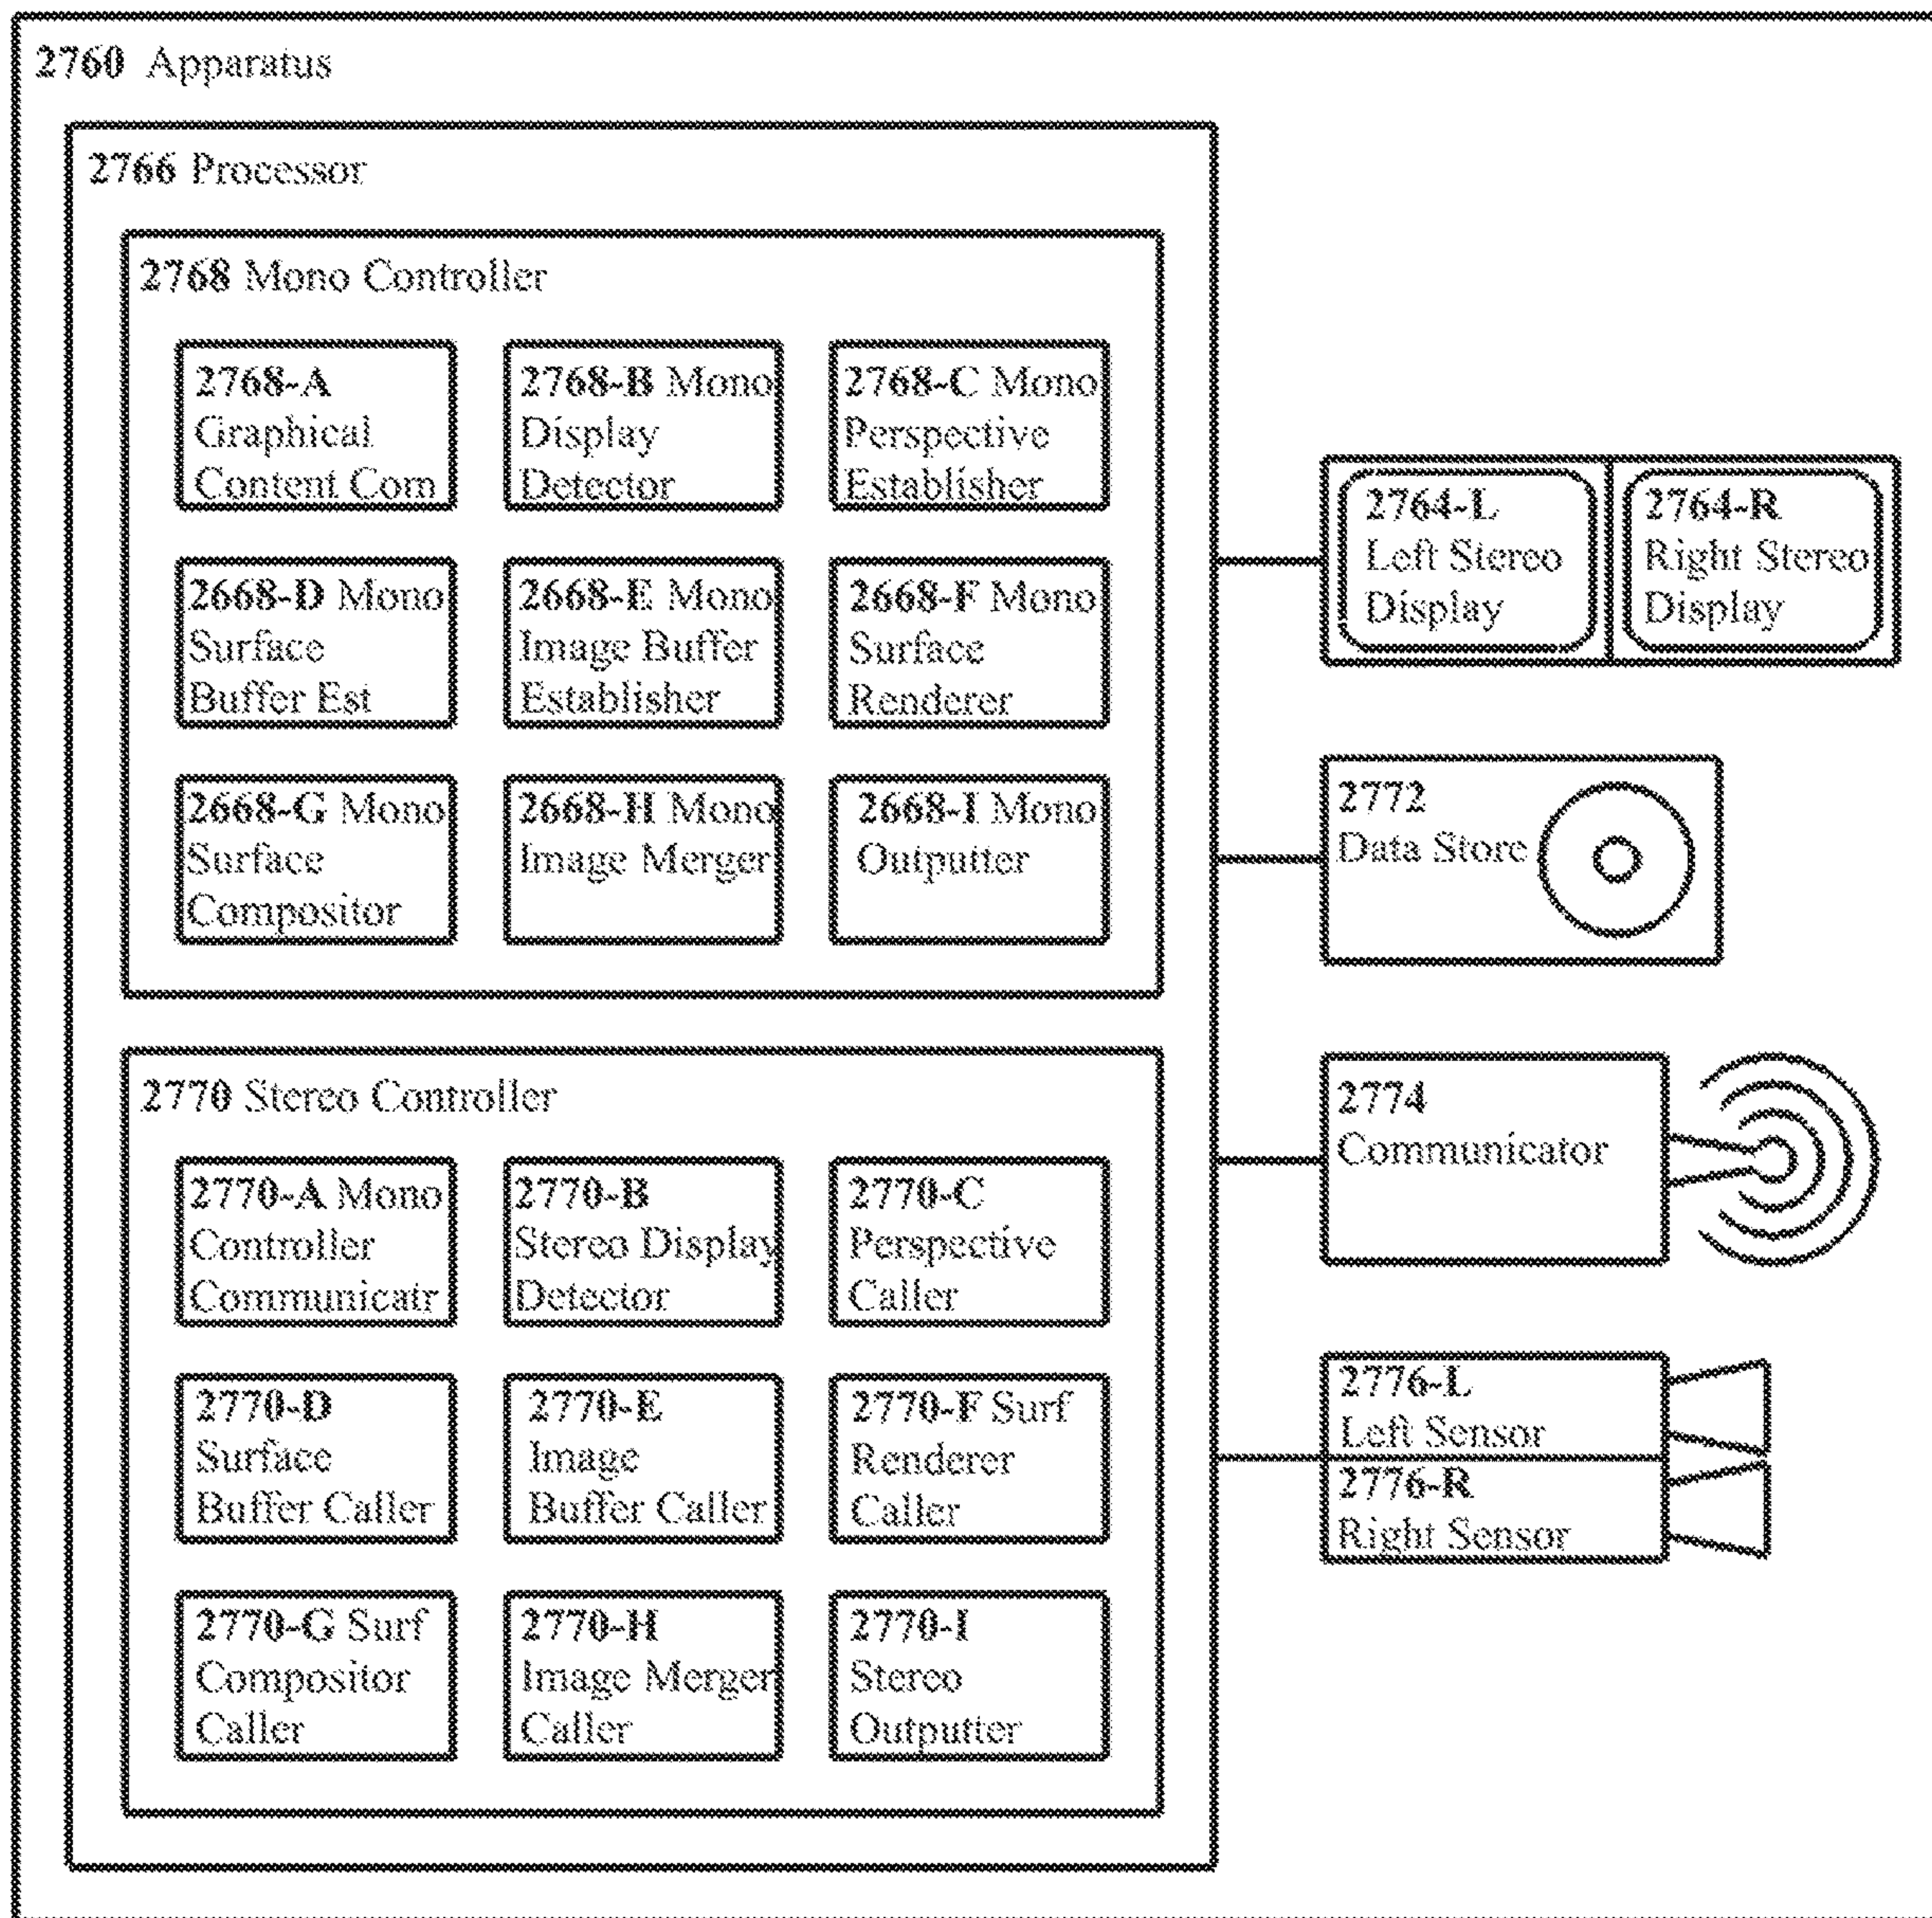 2760 Apparatus
2766 Processor
2768 Mono Controller
2768-A
Graphical
Content Com
2768-B Mono
Display
Detector
2768-C Mono
Perspective
Establisher
2668-D Mono
Surface
Buffer Est
2668-E Mono
Image Buffer
Establisher
2668-F Mono
Surface
Renderer
2668-G Mono
Surface
Compositor
2668-H Mono
Image Merger
2668-I Mono
Outputter
2770 Stereo Controller
2770-A Mono
Controller
Communicatr
2770-B
Stereo Display
Detector
2770-C
Perspective
Caller
2770-D
Surface
Buffer Caller
2770-E
Image
Buffer Caller
2770-F Surf
Renderer
Caller
2770-G Surf
Compositor
Caller
2770-H
Image Merger
Caller
2770-I
Stereo
Outputter
2764-L
Left Stereo
Display
2764-R
Right Stereo
Display
2772
Data Store
2774
Communicator
2776-L
Left Sensor
2776-R
Right Sensor